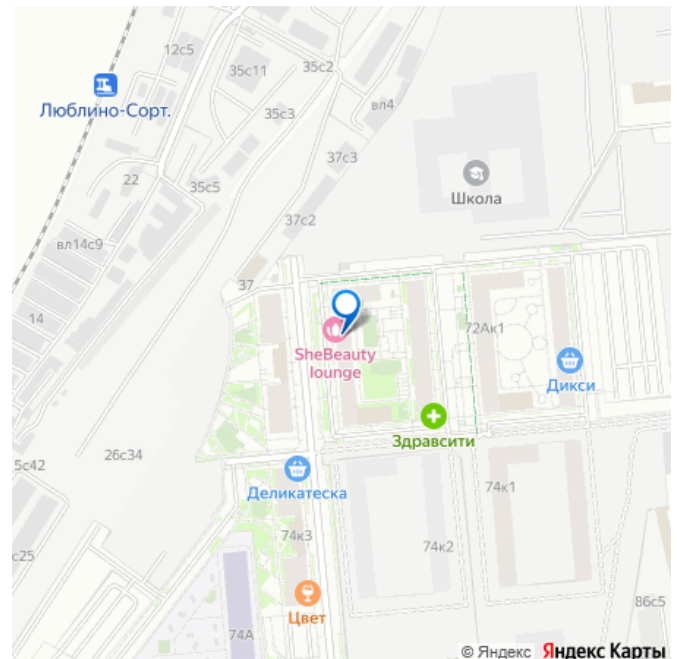 12с5
35с11
35с2
Люблино-Сорт.
35с3
вл4
37с3
22
35с5
Школа
37с2
вл14с9
37
14
72Ак1
SheBeauty
lounge
Дикси
Здравсити
26с34
5с42
Деликатеска
74к1
74к3
74к2
с25
Цвет
86с5
74А
© Яндекс Яндекс Карты